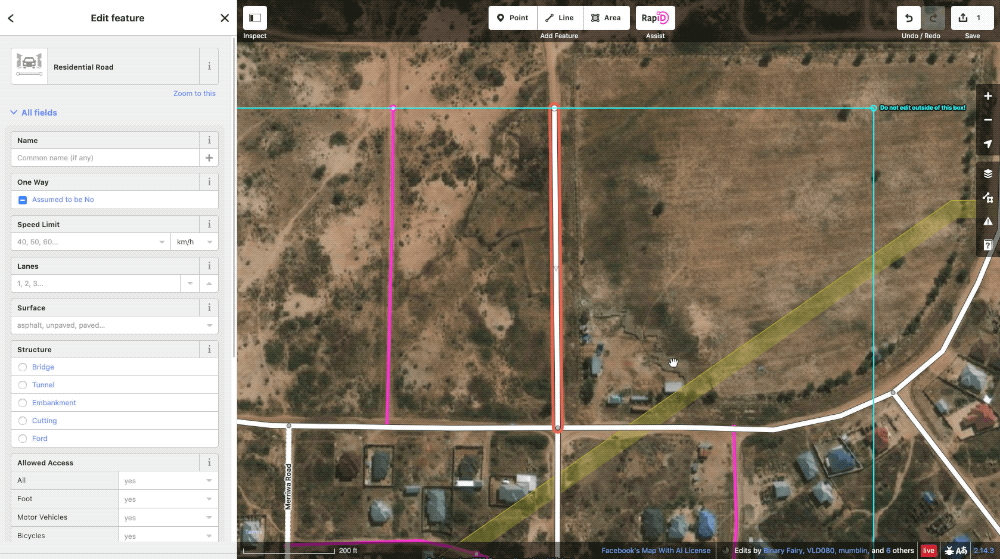 Edit feature
Inspect
Point
Line
Area
Add Feature
RapiD
Assist
Undo / Redo
1
Save
Residential Road
Zoom to this
All fields
Name
Common name (if any)
One Way
Assumed to be No
Speed Limit
40, 50, 60...
km/h
Lanes
1, 2, 3...
Surface
asphalt, unpaved, paved...
Structure
Bridge
Tunnel
Embankment
Cutting
Ford
Allowed Access
All
yes
Foot
yes
Motor Vehicles
yes
Bicycles
yes
Do not edit outside of this box!
Merriwa Road
200 ft
Facebook's Map With AI License
Edits by Binary Fairy, VLD080, mumblin, and 6 others
live
2.14.3